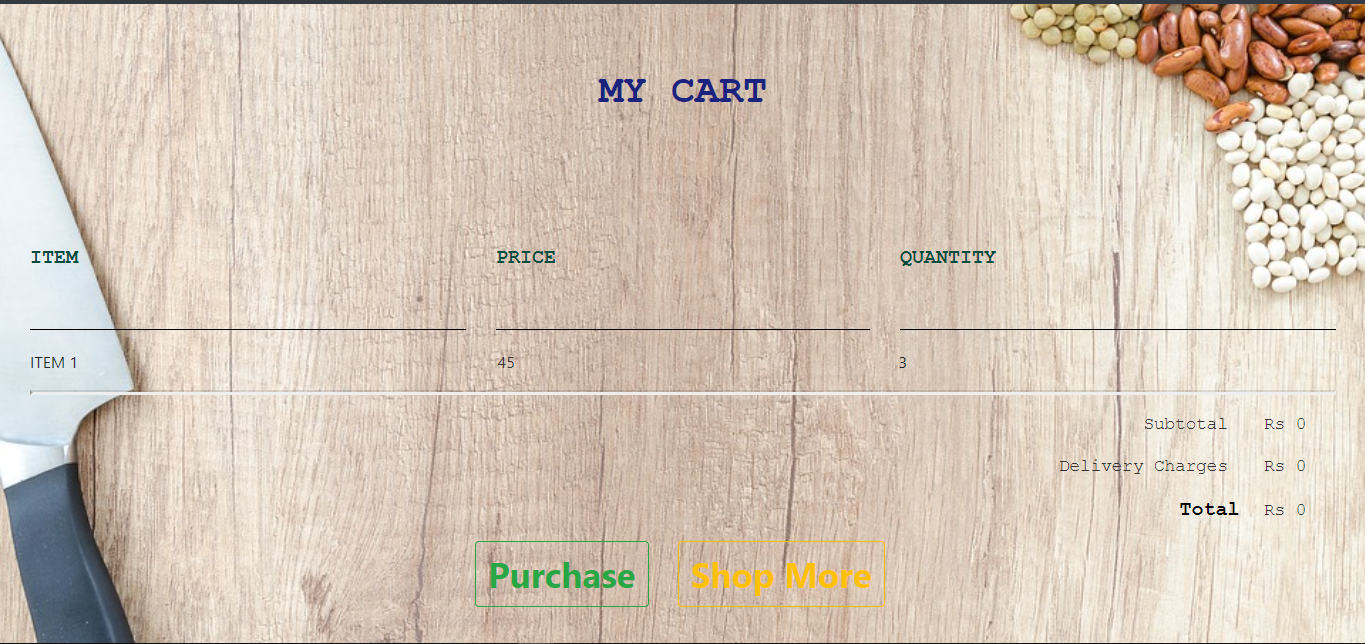 MY CART
ITEM PRICE QUANTITY
ITEM 1 45 3
Subtotal Rs 0
Delivery Charges Rs 0
Total Rs 0
Purchase Shop More